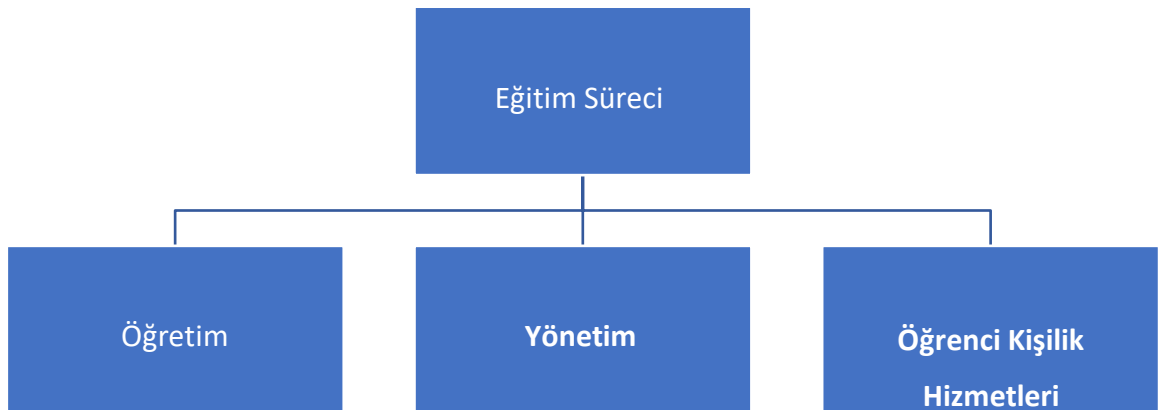 Eğitim Süreci
Öğretim
Yönetim
Öğrenci Kişilik
Hizmetleri